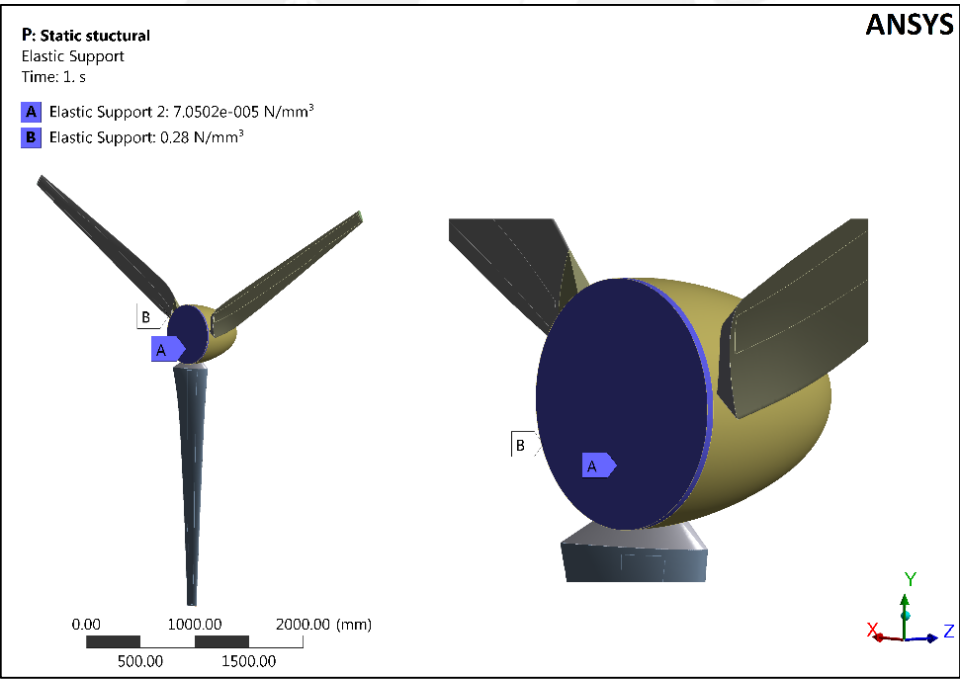 ANSYS
P: Static stuctural
Elastic Support
Time: 1. s
A Elastic Support 2: 7.0502e-005 N/mm³
B Elastic Support: 0.28 N/mm³
B
A
B
A
0.00 1000.00 2000.00 (mm)
500.00 1500.00
Y
X Z